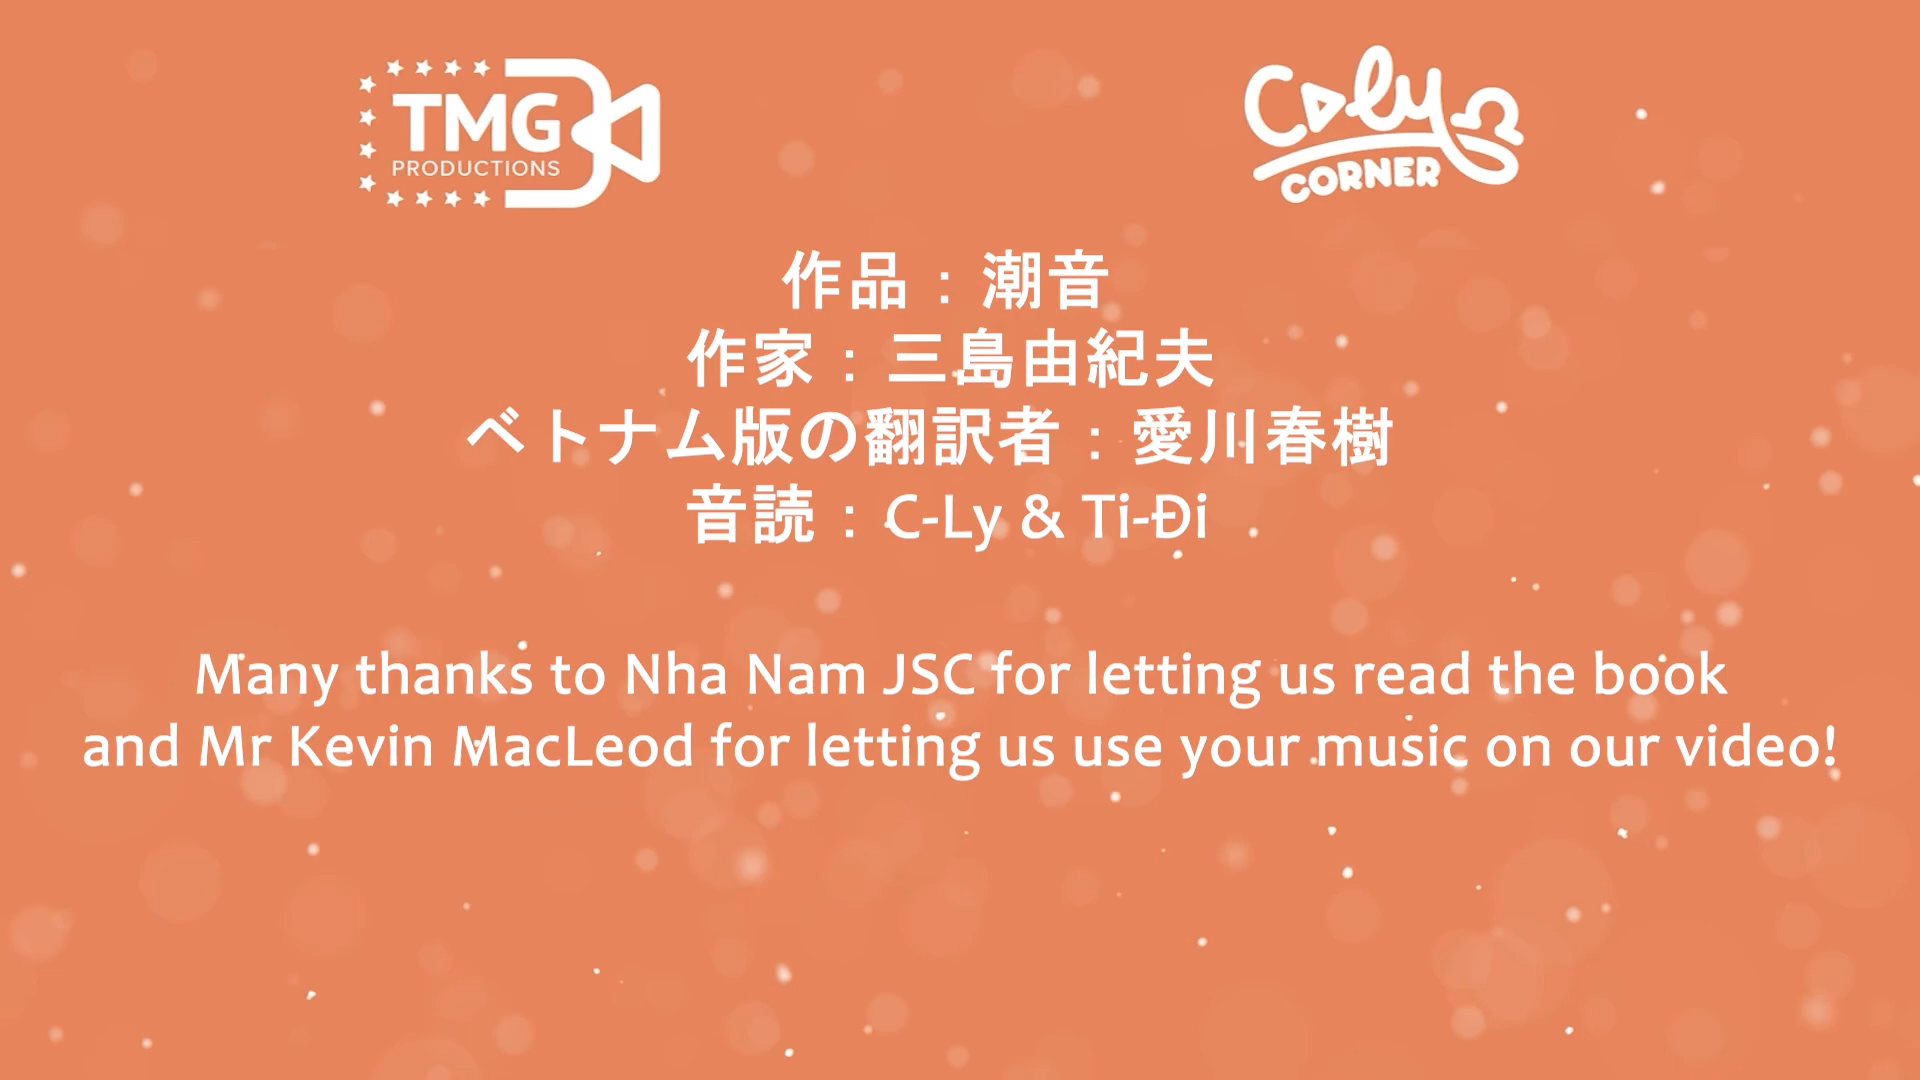 TMG
PRODUCTIONS
C-ly
CORNER
作品：潮音
作家：三島由紀夫
ベトナム版の翻訳者：愛川春樹
音読：C-Ly & Ti-Đi
Many thanks to Nha Nam JSC for letting us read the book
and Mr Kevin MacLeod for letting us use your music on our video!